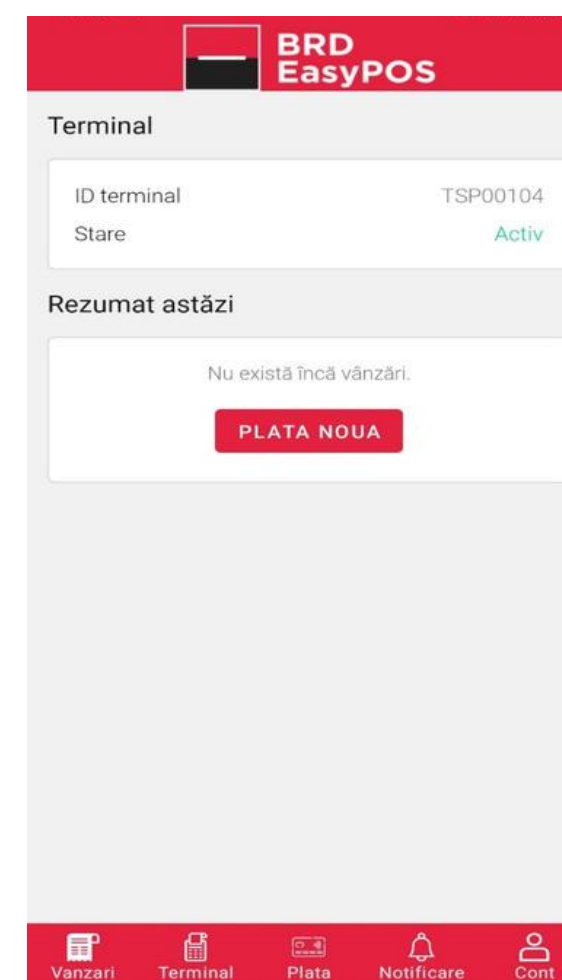 BRD
EasyPOS
Terminal
ID terminal TSP00104
Stare Activ
Rezumat astăzi
Nu există încă vânzări.
PLATA NOUA
Vanzari Terminal Plata Notificare Cont